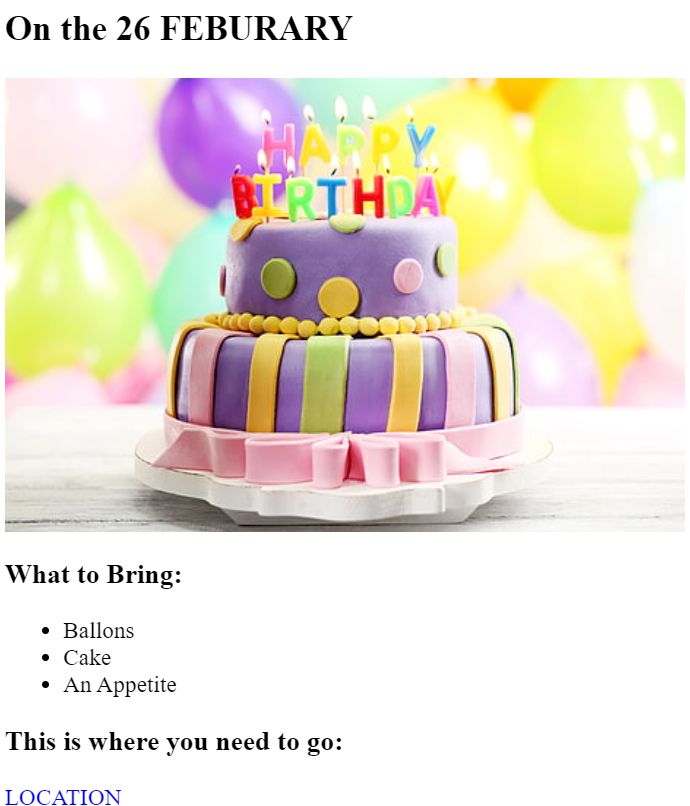 On the 26 FEBURARY
HAPPY
BIRTHDAY
What to Bring:
Ballons
Cake
An Appetite
This is where you need to go:
LOCATION